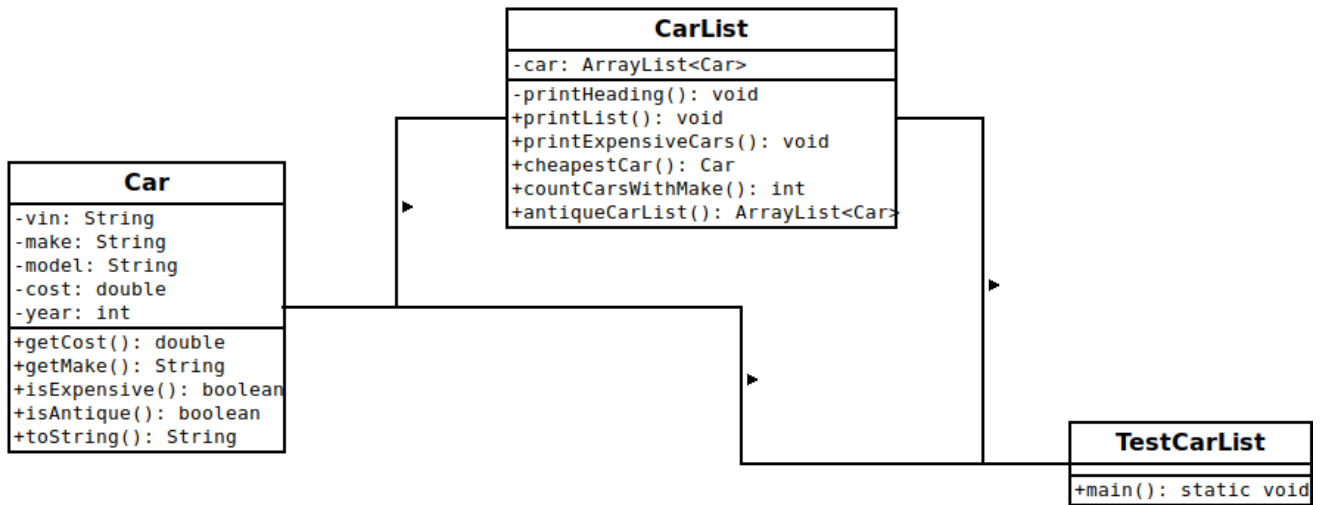 CarList
-car: ArrayList<Car>
-printHeading(): void
+printList(): void
+printExpensiveCars(): void
+cheapestCar(): Car
+countCarsWithMake(): int
+antiqueCarList(): ArrayList<Car>
Car
-vin: String
-make: String
-model: String
-cost: double
-year: int
+getCost(): double
+getMake(): String
+isExpensive(): boolean
+isAntique(): boolean
+toString(): String
TestCarList
+main(): static void